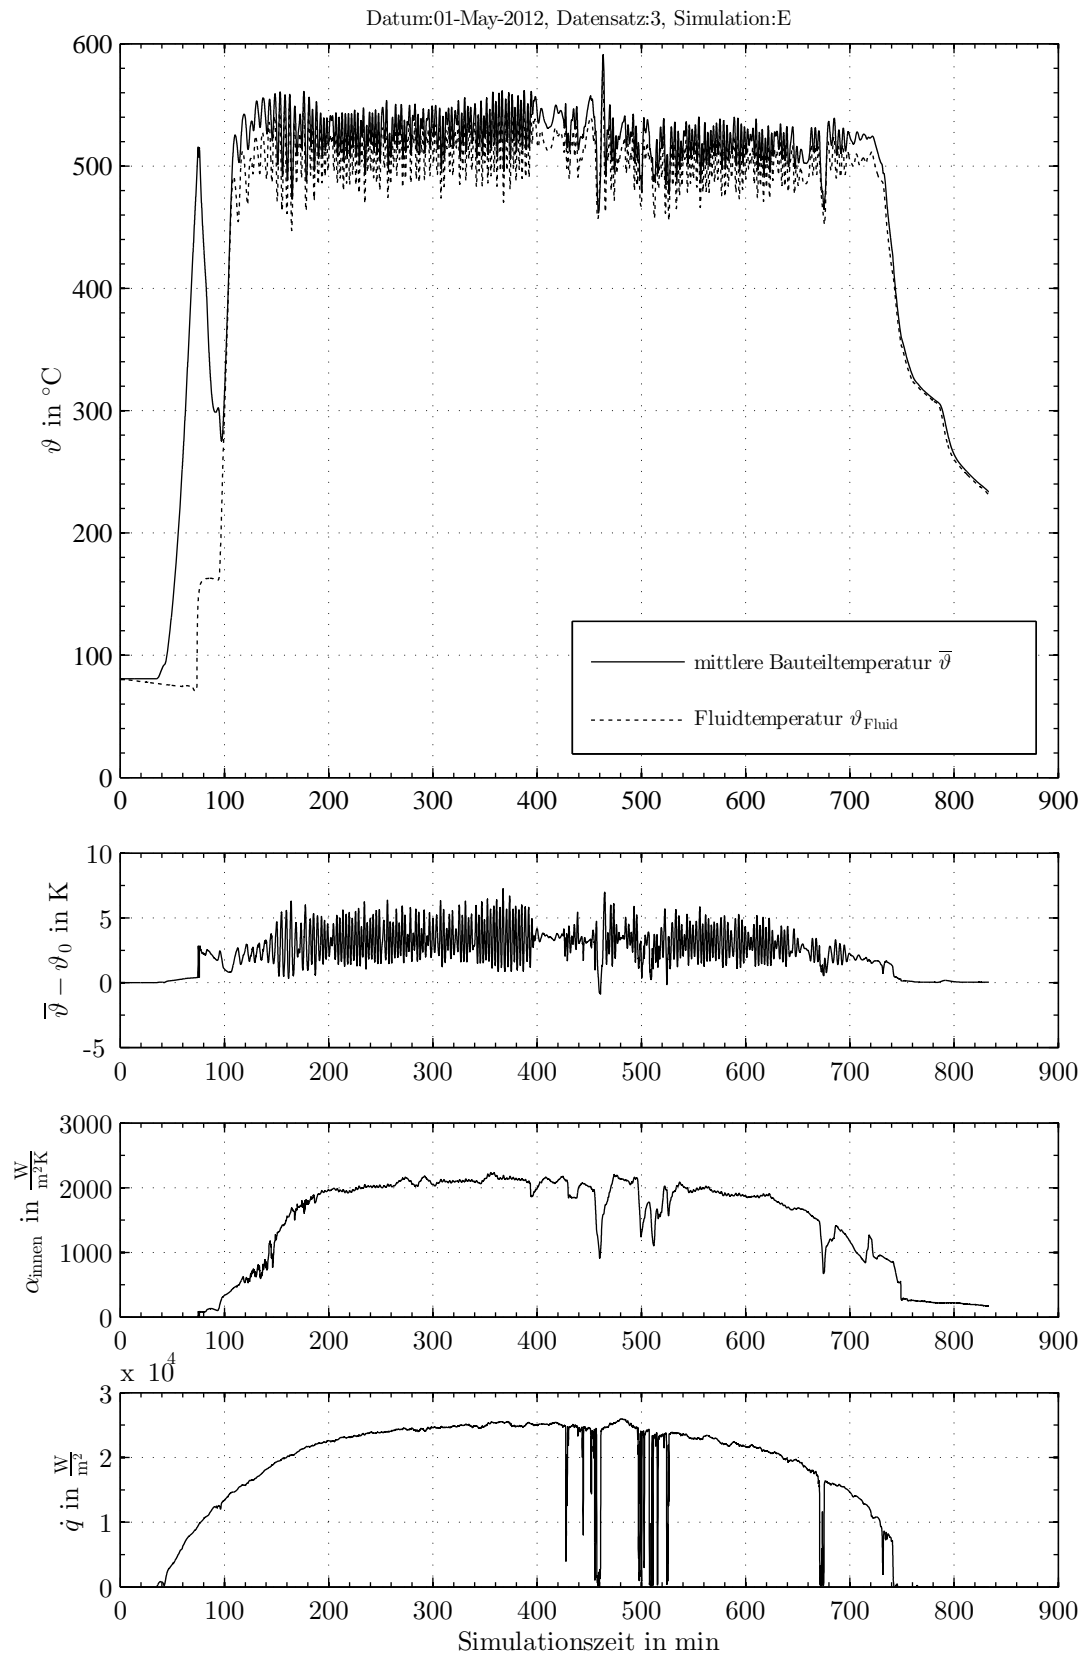 Datum:01-May-2012, Datensatz:3, Simulation:E
600
500
400
300
200
100
0
ϑ in °C
mittlere Bauteiltemperatur ϑ̅
Fluidtemperatur ϑ_Fluid
0 100 200 300 400 500 600 700 800 900
10
5
0
-5
ϑ̅ − ϑ₀ in K
0 100 200 300 400 500 600 700 800 900
3000
2000
1000
0
α_innen in W/m²K
0 100 200 300 400 500 600 700 800 900
x 10⁴
3
2
1
0
q̇ in W/m²
0 100 200 300 400 500 600 700 800 900
Simulationszeit in min